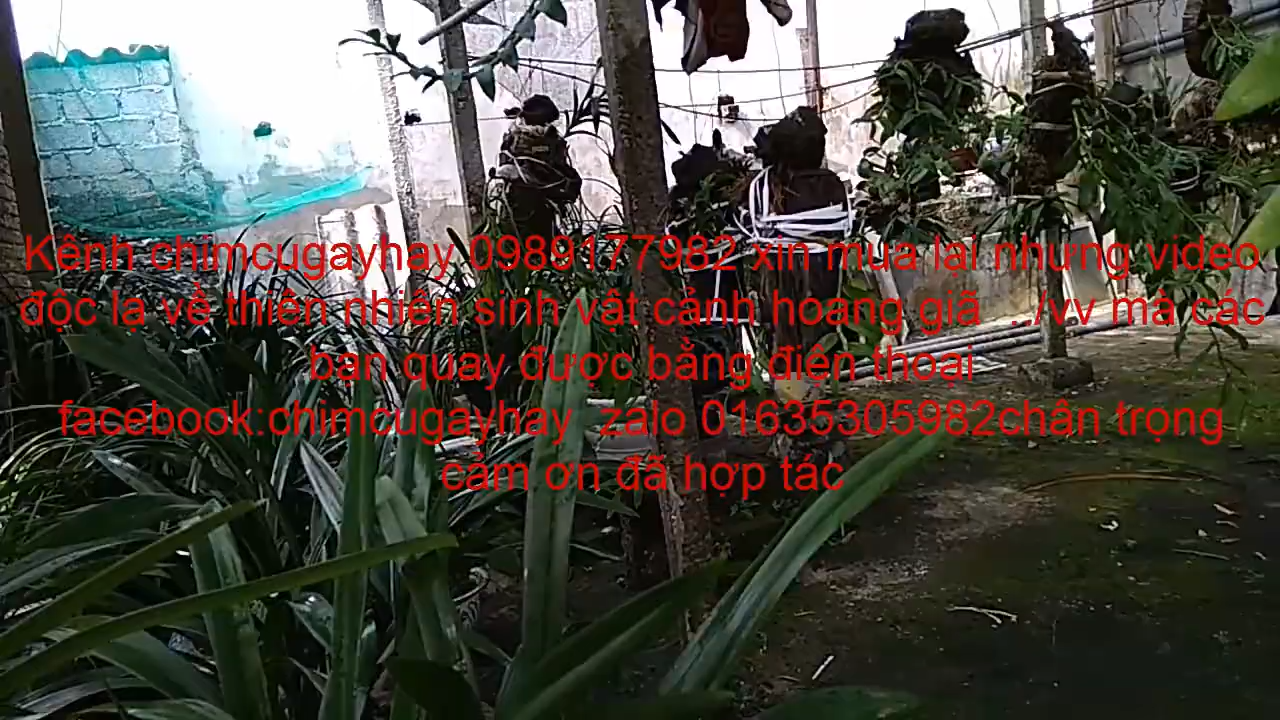 Kênh chimcugayhay 0989177982 xin mua lại nhưng video
độc lạ về thiên nhiên sinh vật cảnh hoang giã ../vv mà các
bạn quay được bằng điện thoại
facebook:chimcugayhay zalo 01635305982chân trọng
cảm ơn đã hợp tác